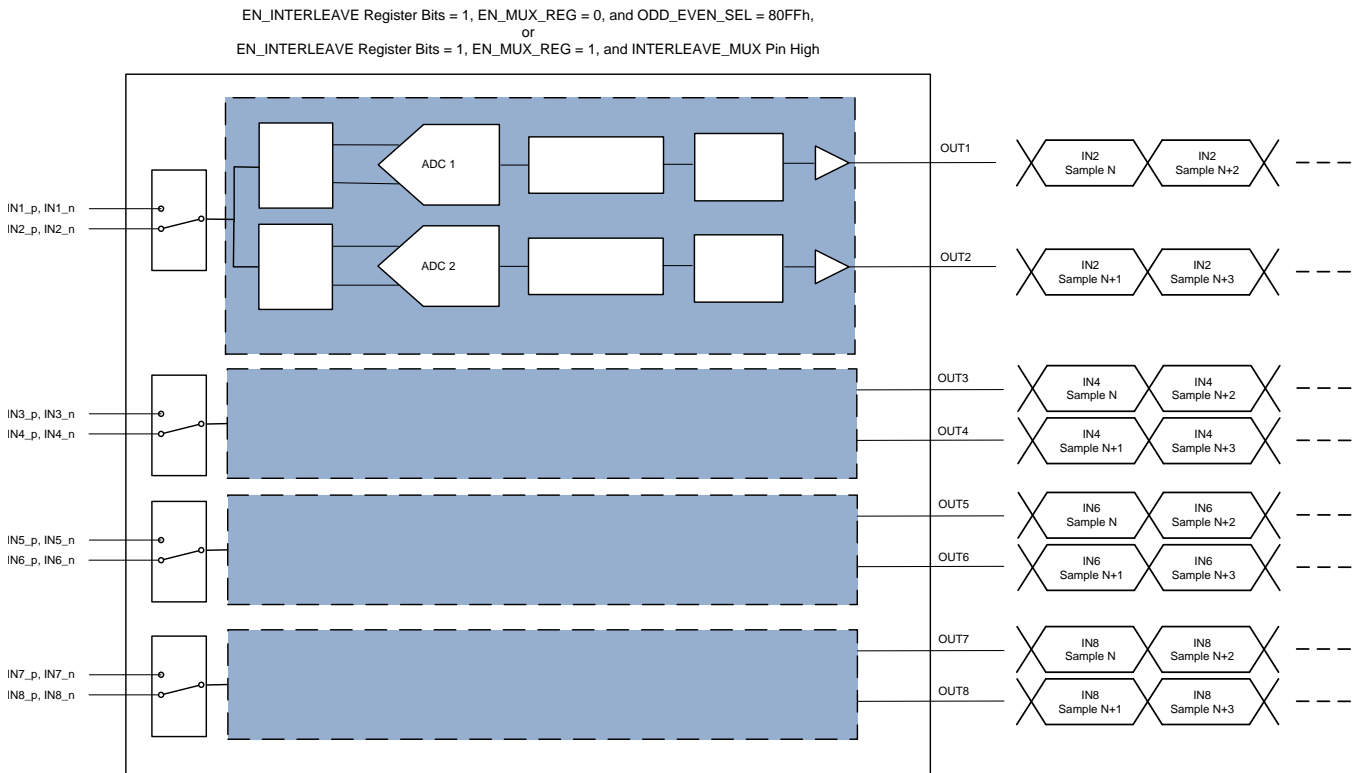 EN_INTERLEAVE Register Bits = 1, EN_MUX_REG = 0, and ODD_EVEN_SEL = 80FFh,
or
EN_INTERLEAVE Register Bits = 1, EN_MUX_REG = 1, and INTERLEAVE_MUX Pin High
IN1_p, IN1_n
IN2_p, IN2_n
ADC 1
ADC 2
OUT1
IN2
Sample N
IN2
Sample N+2
OUT2
IN2
Sample N+1
IN2
Sample N+3
IN3_p, IN3_n
IN4_p, IN4_n
OUT3
IN4
Sample N
IN4
Sample N+2
OUT4
IN4
Sample N+1
IN4
Sample N+3
IN5_p, IN5_n
IN6_p, IN6_n
OUT5
IN6
Sample N
IN6
Sample N+2
OUT6
IN6
Sample N+1
IN6
Sample N+3
IN7_p, IN7_n
IN8_p, IN8_n
OUT7
IN8
Sample N
IN8
Sample N+2
OUT8
IN8
Sample N+1
IN8
Sample N+3